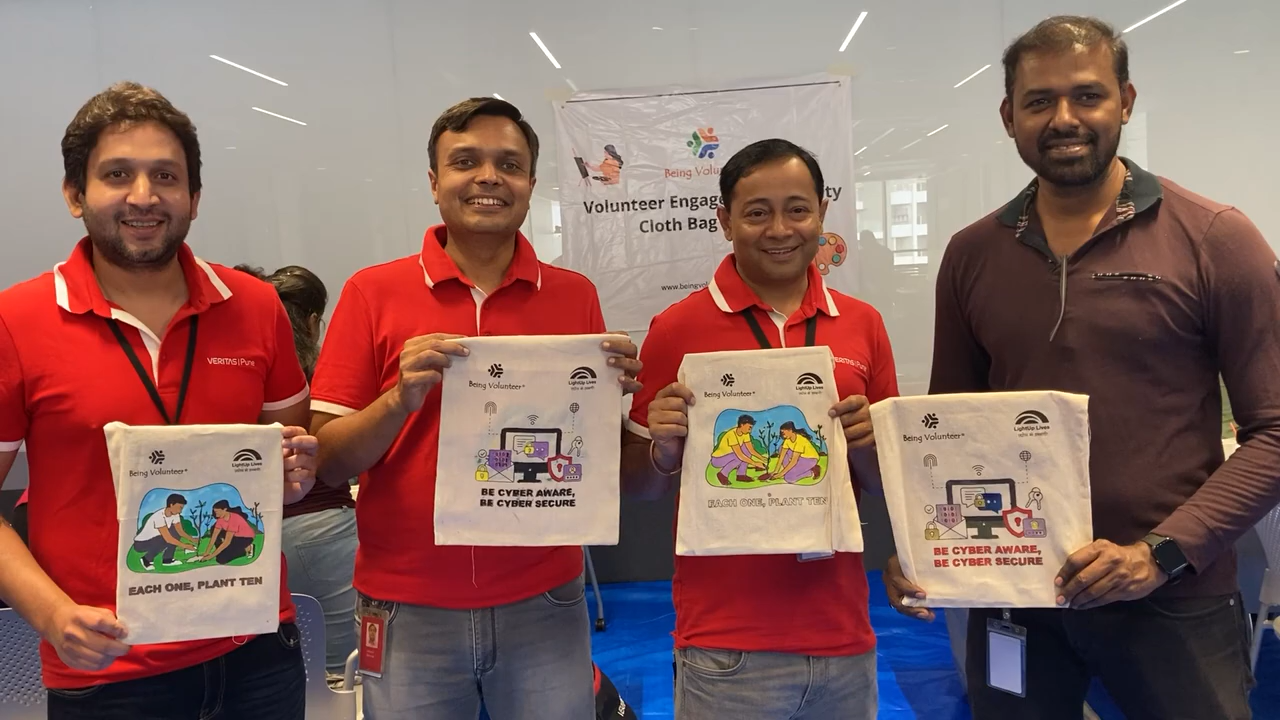 Being Volun
Volunteer Engage ty
Cloth Bag
www.beingvol
VERITAS | Pune
VERITAS
Being Volunteer
LightUp Lives
EACH ONE, PLANT TEN
Being Volunteer
LightUp Lives
BE CYBER AWARE,
BE CYBER SECURE
Being Volunteer
LightUp Lives
EACH ONE, PLANT TEN
Being Volunteer
LightUp Lives
BE CYBER AWARE,
BE CYBER SECURE